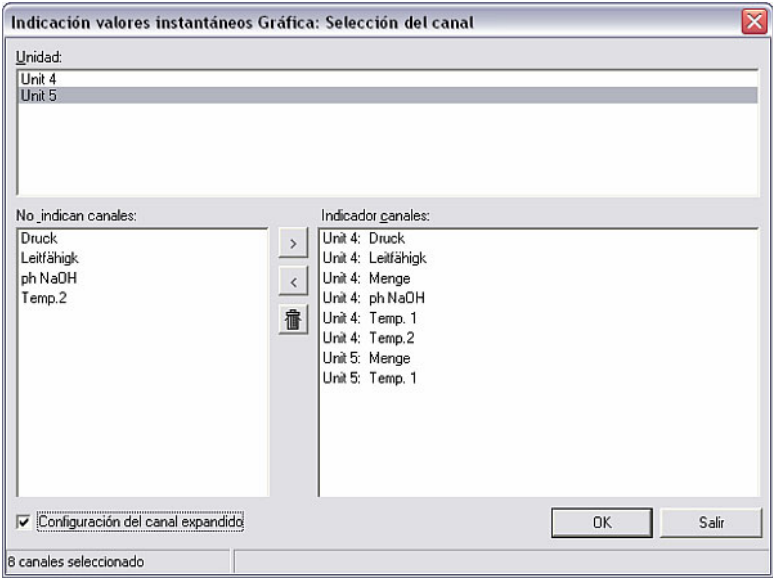 Indicación valores instantáneos Gráfica: Selección del canal
Unidad:
Unit 4
Unit 5
No_indican canales:
Druck
Leitfähigk
ph NaOH
Temp.2
>
<
Indicador canales:
Unit 4: Druck
Unit 4: Leitfähigk
Unit 4: Menge
Unit 4: ph NaOH
Unit 4: Temp. 1
Unit 4: Temp.2
Unit 5: Menge
Unit 5: Temp. 1
Configuración del canal expandido
OK
Salir
8 canales seleccionado